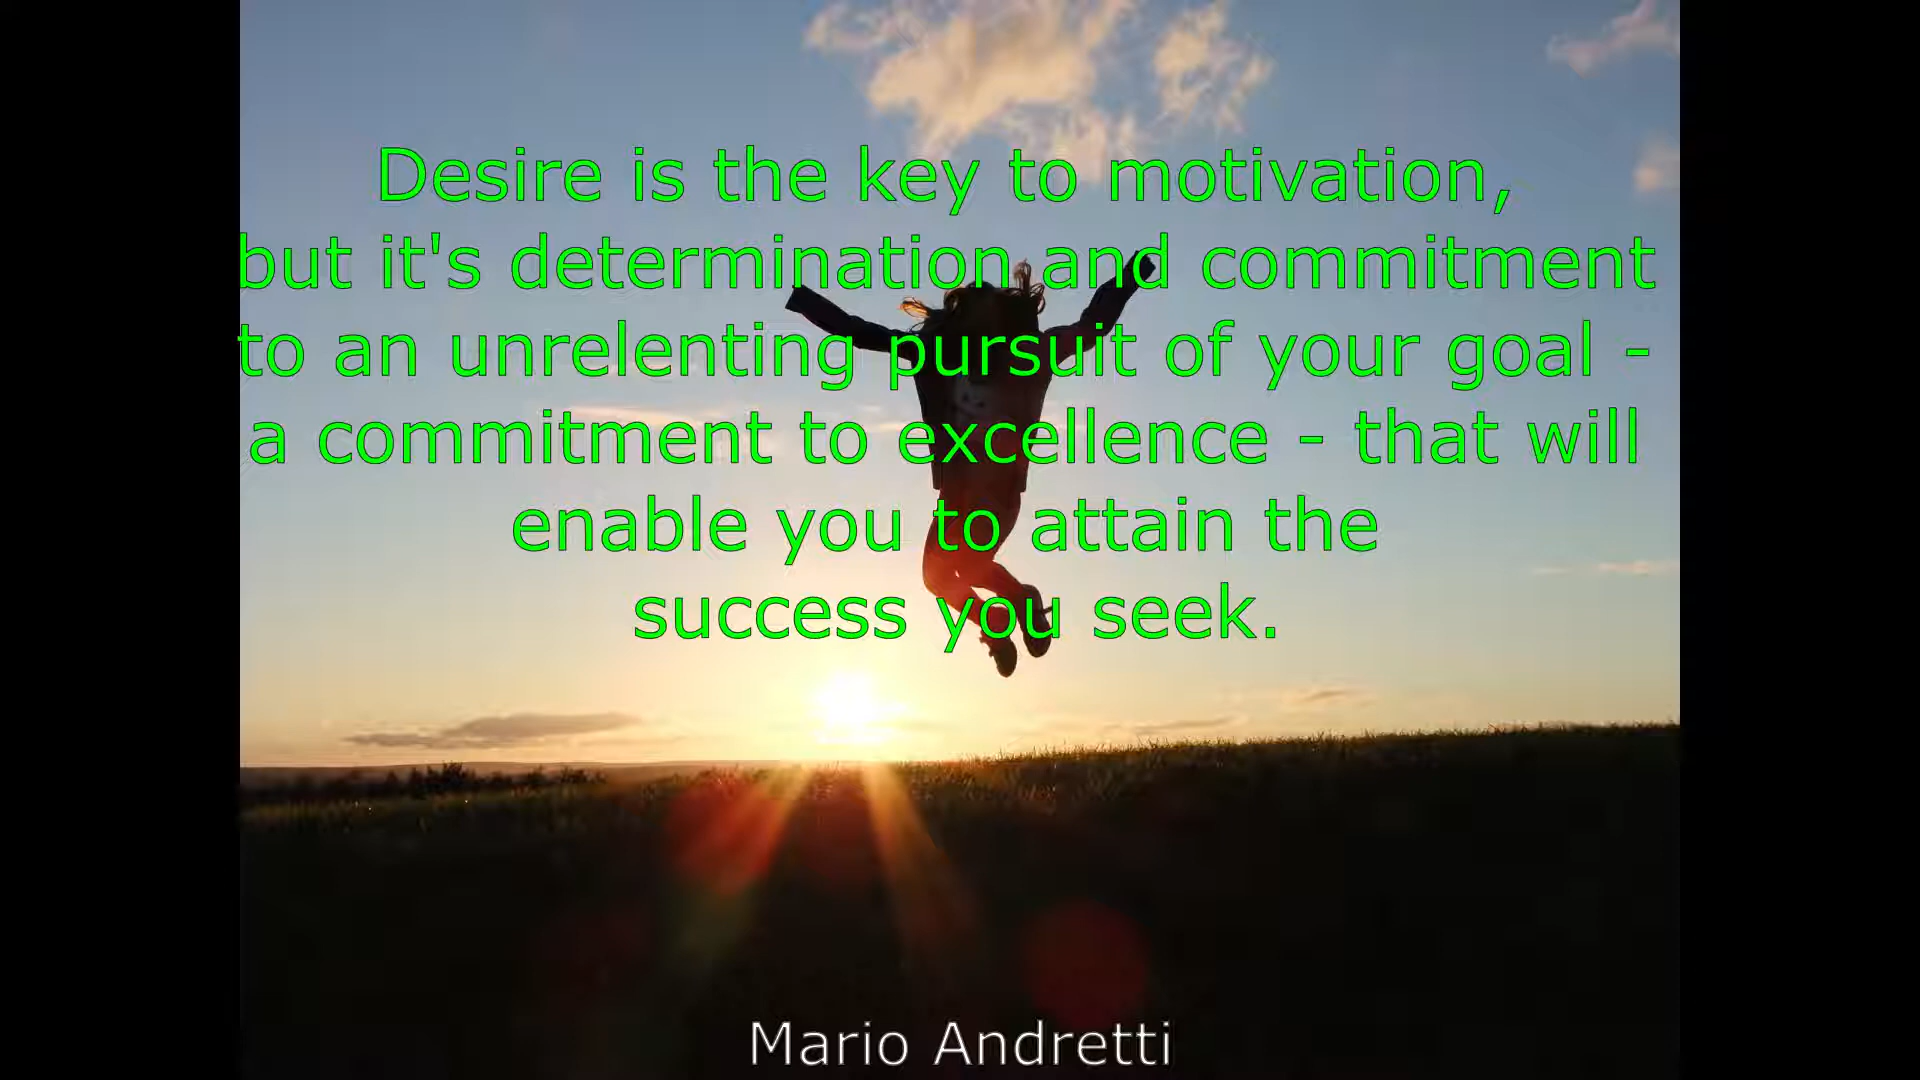 Desire is the key to motivation,
but it's determination and commitment
to an unrelenting pursuit of your goal -
a commitment to excellence - that will
enable you to attain the
success you seek.
Mario Andretti